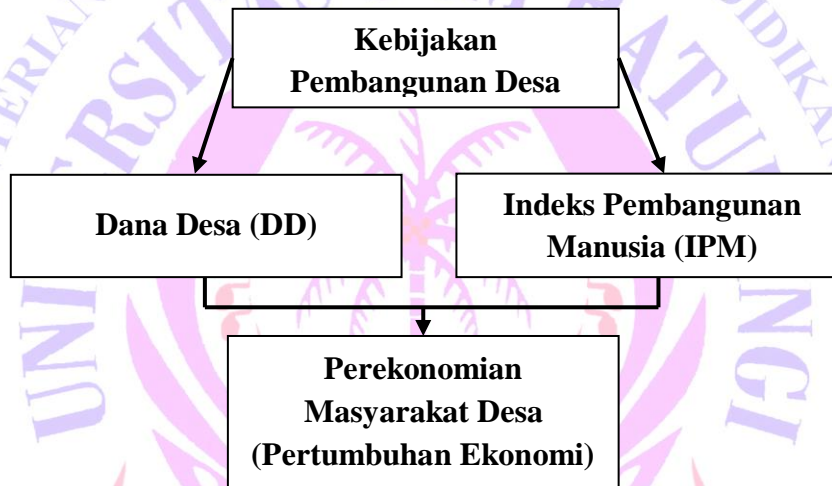 Kebijakan
Pembangunan Desa
Dana Desa (DD)
Indeks Pembangunan
Manusia (IPM)
Perekonomian
Masyarakat Desa
(Pertumbuhan Ekonomi)